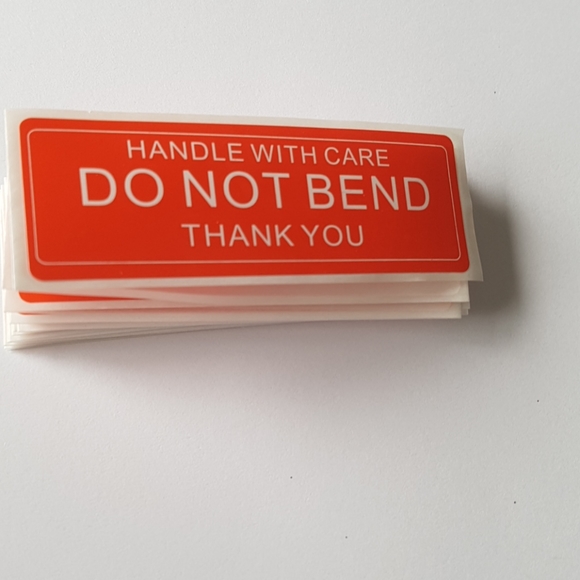 HANDLE WITH CARE
DO NOT BEND
THANK YOU